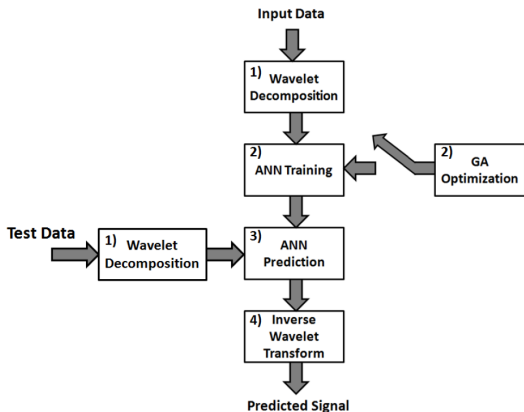 Input Data
1) Wavelet
Decomposition
2)
ANN Training
2) GA
Optimization
Test Data
1) Wavelet
Decomposition
3) ANN
Prediction
4) Inverse
Wavelet
Transform
Predicted Signal